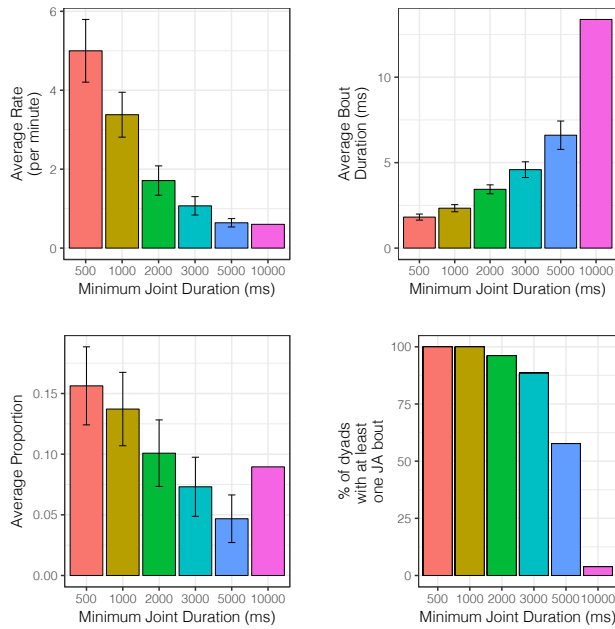 Average Rate
(per minute)
6
4
2
0
500 1000 2000 3000 5000 10000
Minimum Joint Duration (ms)
Average Bout
Duration (ms)
10
5
0
500 1000 2000 3000 5000 10000
Minimum Joint Duration (ms)
Average Proportion
0.15
0.10
0.05
0.00
500 1000 2000 3000 5000 10000
Minimum Joint Duration (ms)
% of dyads
with at least
one JA bout
100
75
50
25
0
500 1000 2000 3000 5000 10000
Minimum Joint Duration (ms)